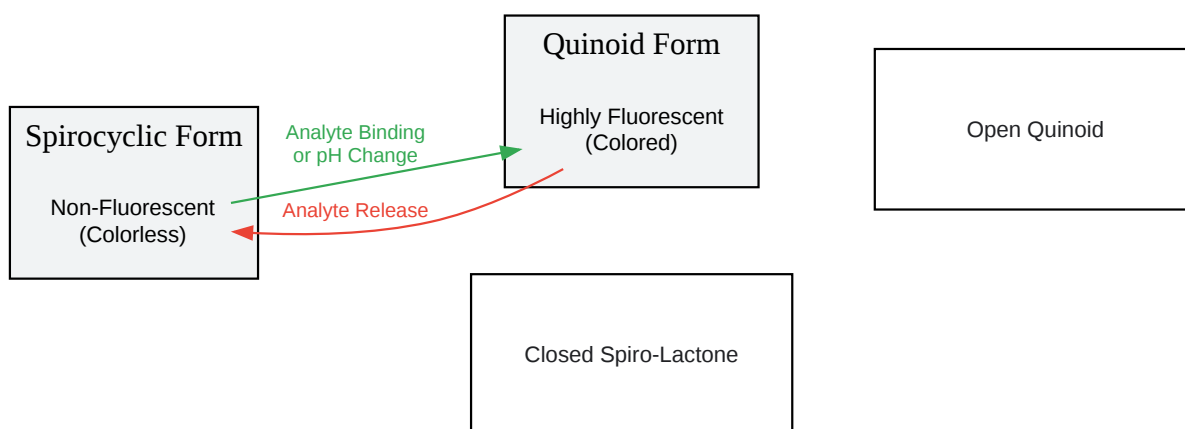 Spirocyclic Form
Non-Fluorescent
(Colorless)
Analyte Binding
or pH Change
Analyte Release
Quinoid Form
Highly Fluorescent
(Colored)
Open Quinoid
Closed Spiro-Lactone